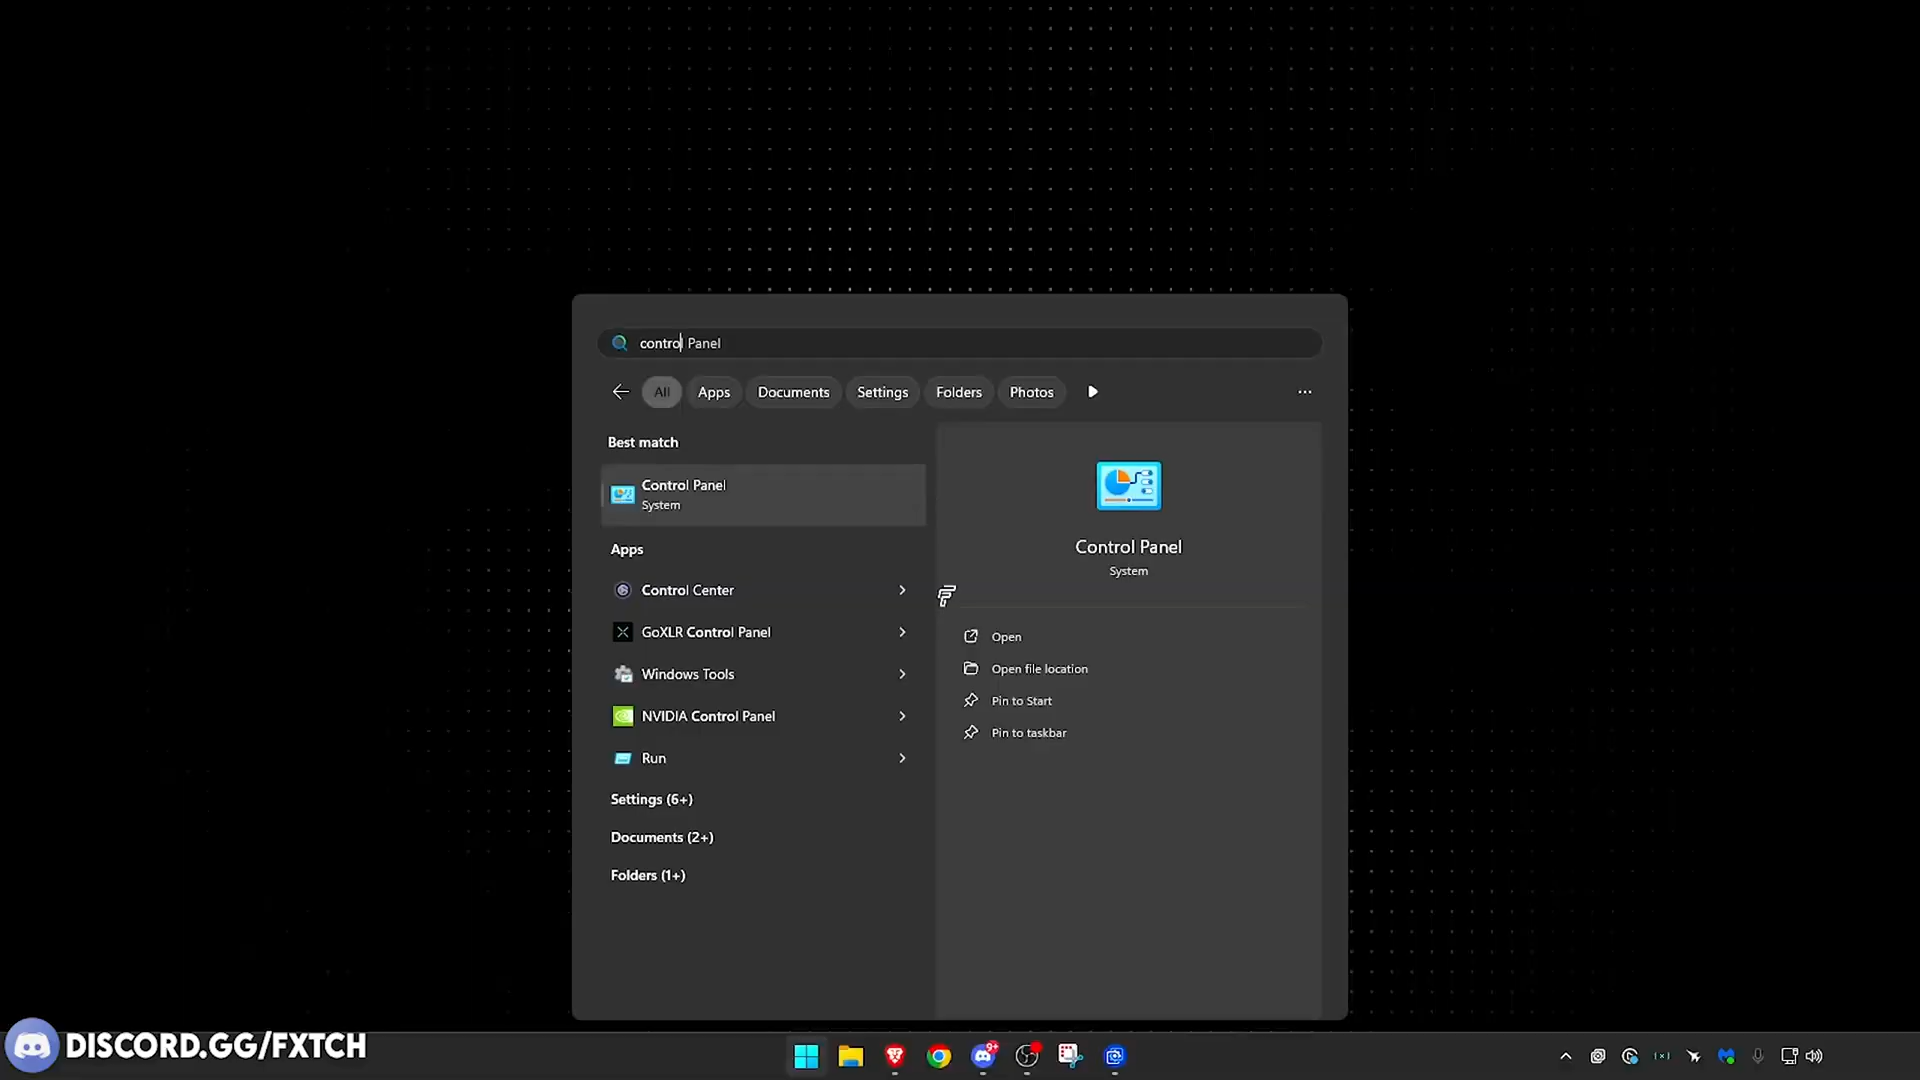 control Panel
All Apps Documents Settings Folders Photos
Best match
Control Panel
System
Apps
Control Center
GoXLR Control Panel
Windows Tools
NVIDIA Control Panel
Run
Settings (6+)
Documents (2+)
Folders (1+)
Control Panel
System
Open
Open file location
Pin to Start
Pin to taskbar
DISCORD.GG/FXTCH
9+